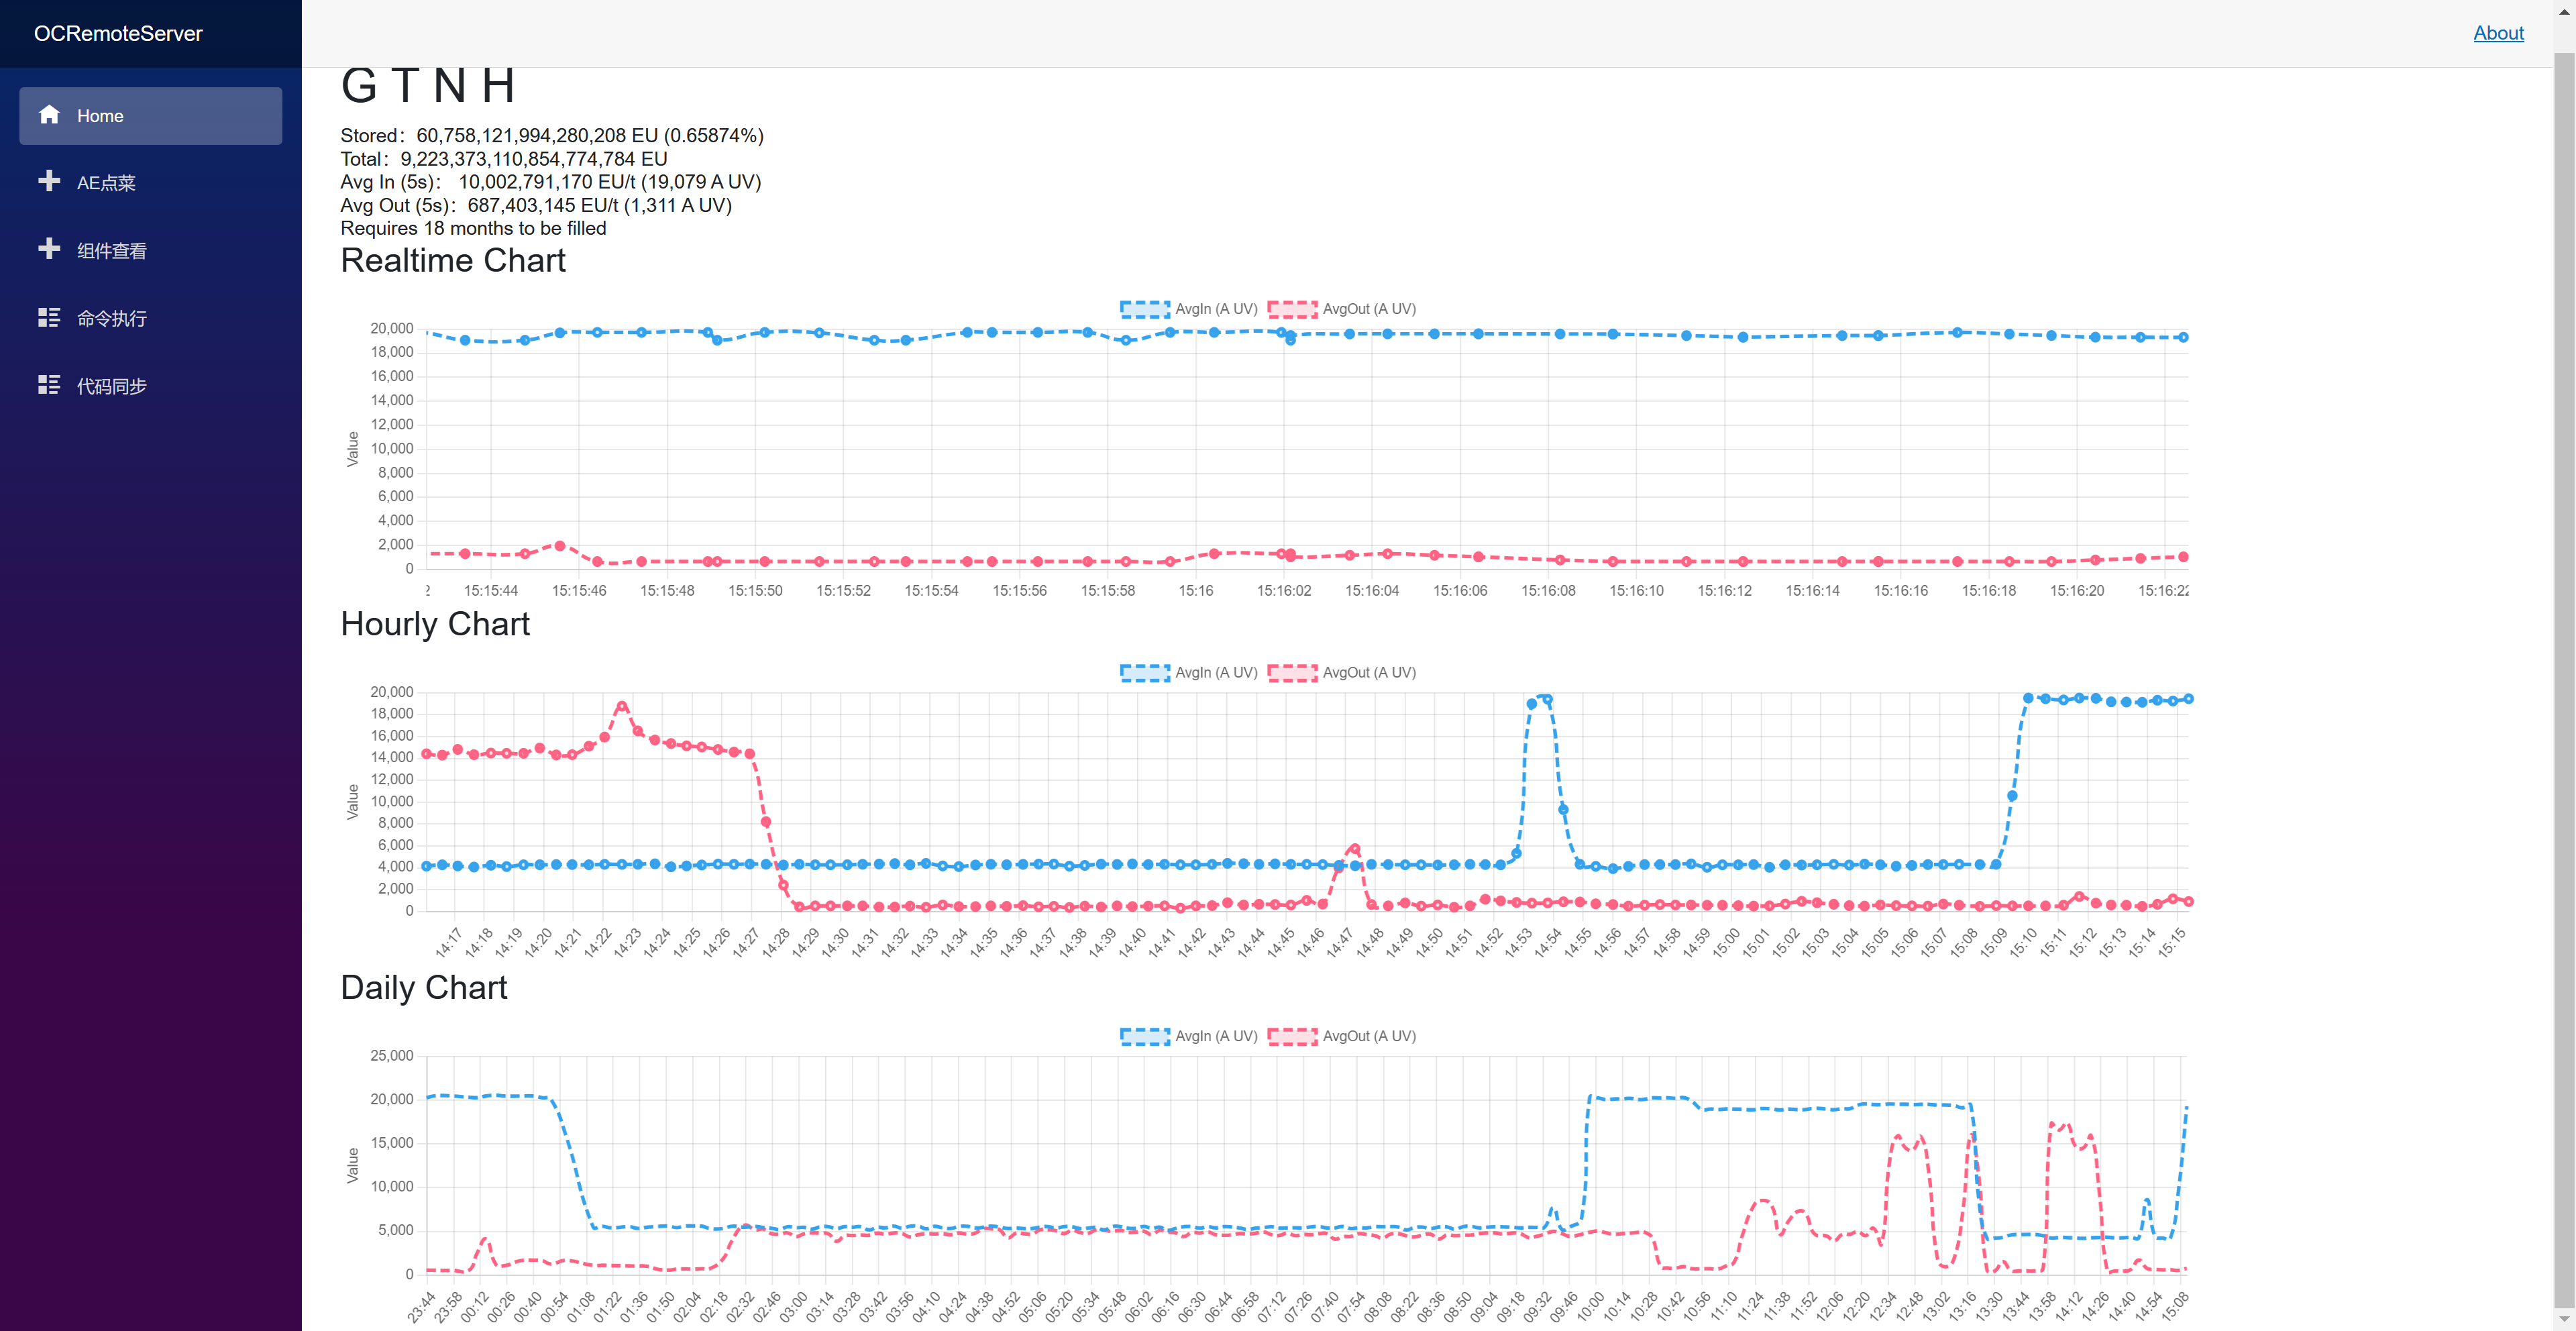 OCRemoteServer
About
Home
AE点菜
组件查看
命令执行
代码同步
G T N H
Stored：60,758,121,994,280,208 EU (0.65874%)
Total：9,223,373,110,854,774,784 EU
Avg In (5s)： 10,002,791,170 EU/t (19,079 A UV)
Avg Out (5s)：687,403,145 EU/t (1,311 A UV)
Requires 18 months to be filled
Realtime Chart
AvgIn (A UV) AvgOut (A UV)
Value
20,000
18,000
16,000
14,000
12,000
10,000
8,000
6,000
4,000
2,000
0
2 15:15:44 15:15:46 15:15:48 15:15:50 15:15:52 15:15:54 15:15:56 15:15:58 15:16 15:16:02 15:16:04 15:16:06 15:16:08 15:16:10 15:16:12 15:16:14 15:16:16 15:16:18 15:16:20 15:16:22
Hourly Chart
AvgIn (A UV) AvgOut (A UV)
Value
20,000
18,000
16,000
14,000
12,000
10,000
8,000
6,000
4,000
2,000
0
14:17 14:18 14:19 14:20 14:21 14:22 14:23 14:24 14:25 14:26 14:27 14:28 14:29 14:30 14:31 14:32 14:33 14:34 14:35 14:36 14:37 14:38 14:39 14:40 14:41 14:42 14:43 14:44 14:45 14:46 14:47 14:48 14:49 14:50 14:51 14:52 14:53 14:54 14:55 14:56 14:57 14:58 14:59 15:00 15:01 15:02 15:03 15:04 15:05 15:06 15:07 15:08 15:09 15:10 15:11 15:12 15:13 15:14 15:15
Daily Chart
AvgIn (A UV) AvgOut (A UV)
Value
25,000
20,000
15,000
10,000
5,000
0
23:44 23:58 00:12 00:26 00:40 00:54 01:08 01:22 01:36 01:50 02:04 02:18 02:32 02:46 03:00 03:14 03:28 03:42 03:56 04:10 04:24 04:38 04:52 05:06 05:20 05:34 05:48 06:02 06:16 06:30 06:44 06:58 07:12 07:26 07:40 07:54 08:08 08:22 08:36 08:50 09:04 09:18 09:32 09:46 10:00 10:14 10:28 10:42 10:56 11:10 11:24 11:38 11:52 12:06 12:20 12:34 12:48 13:02 13:16 13:30 13:44 13:58 14:12 14:26 14:40 14:54 15:08